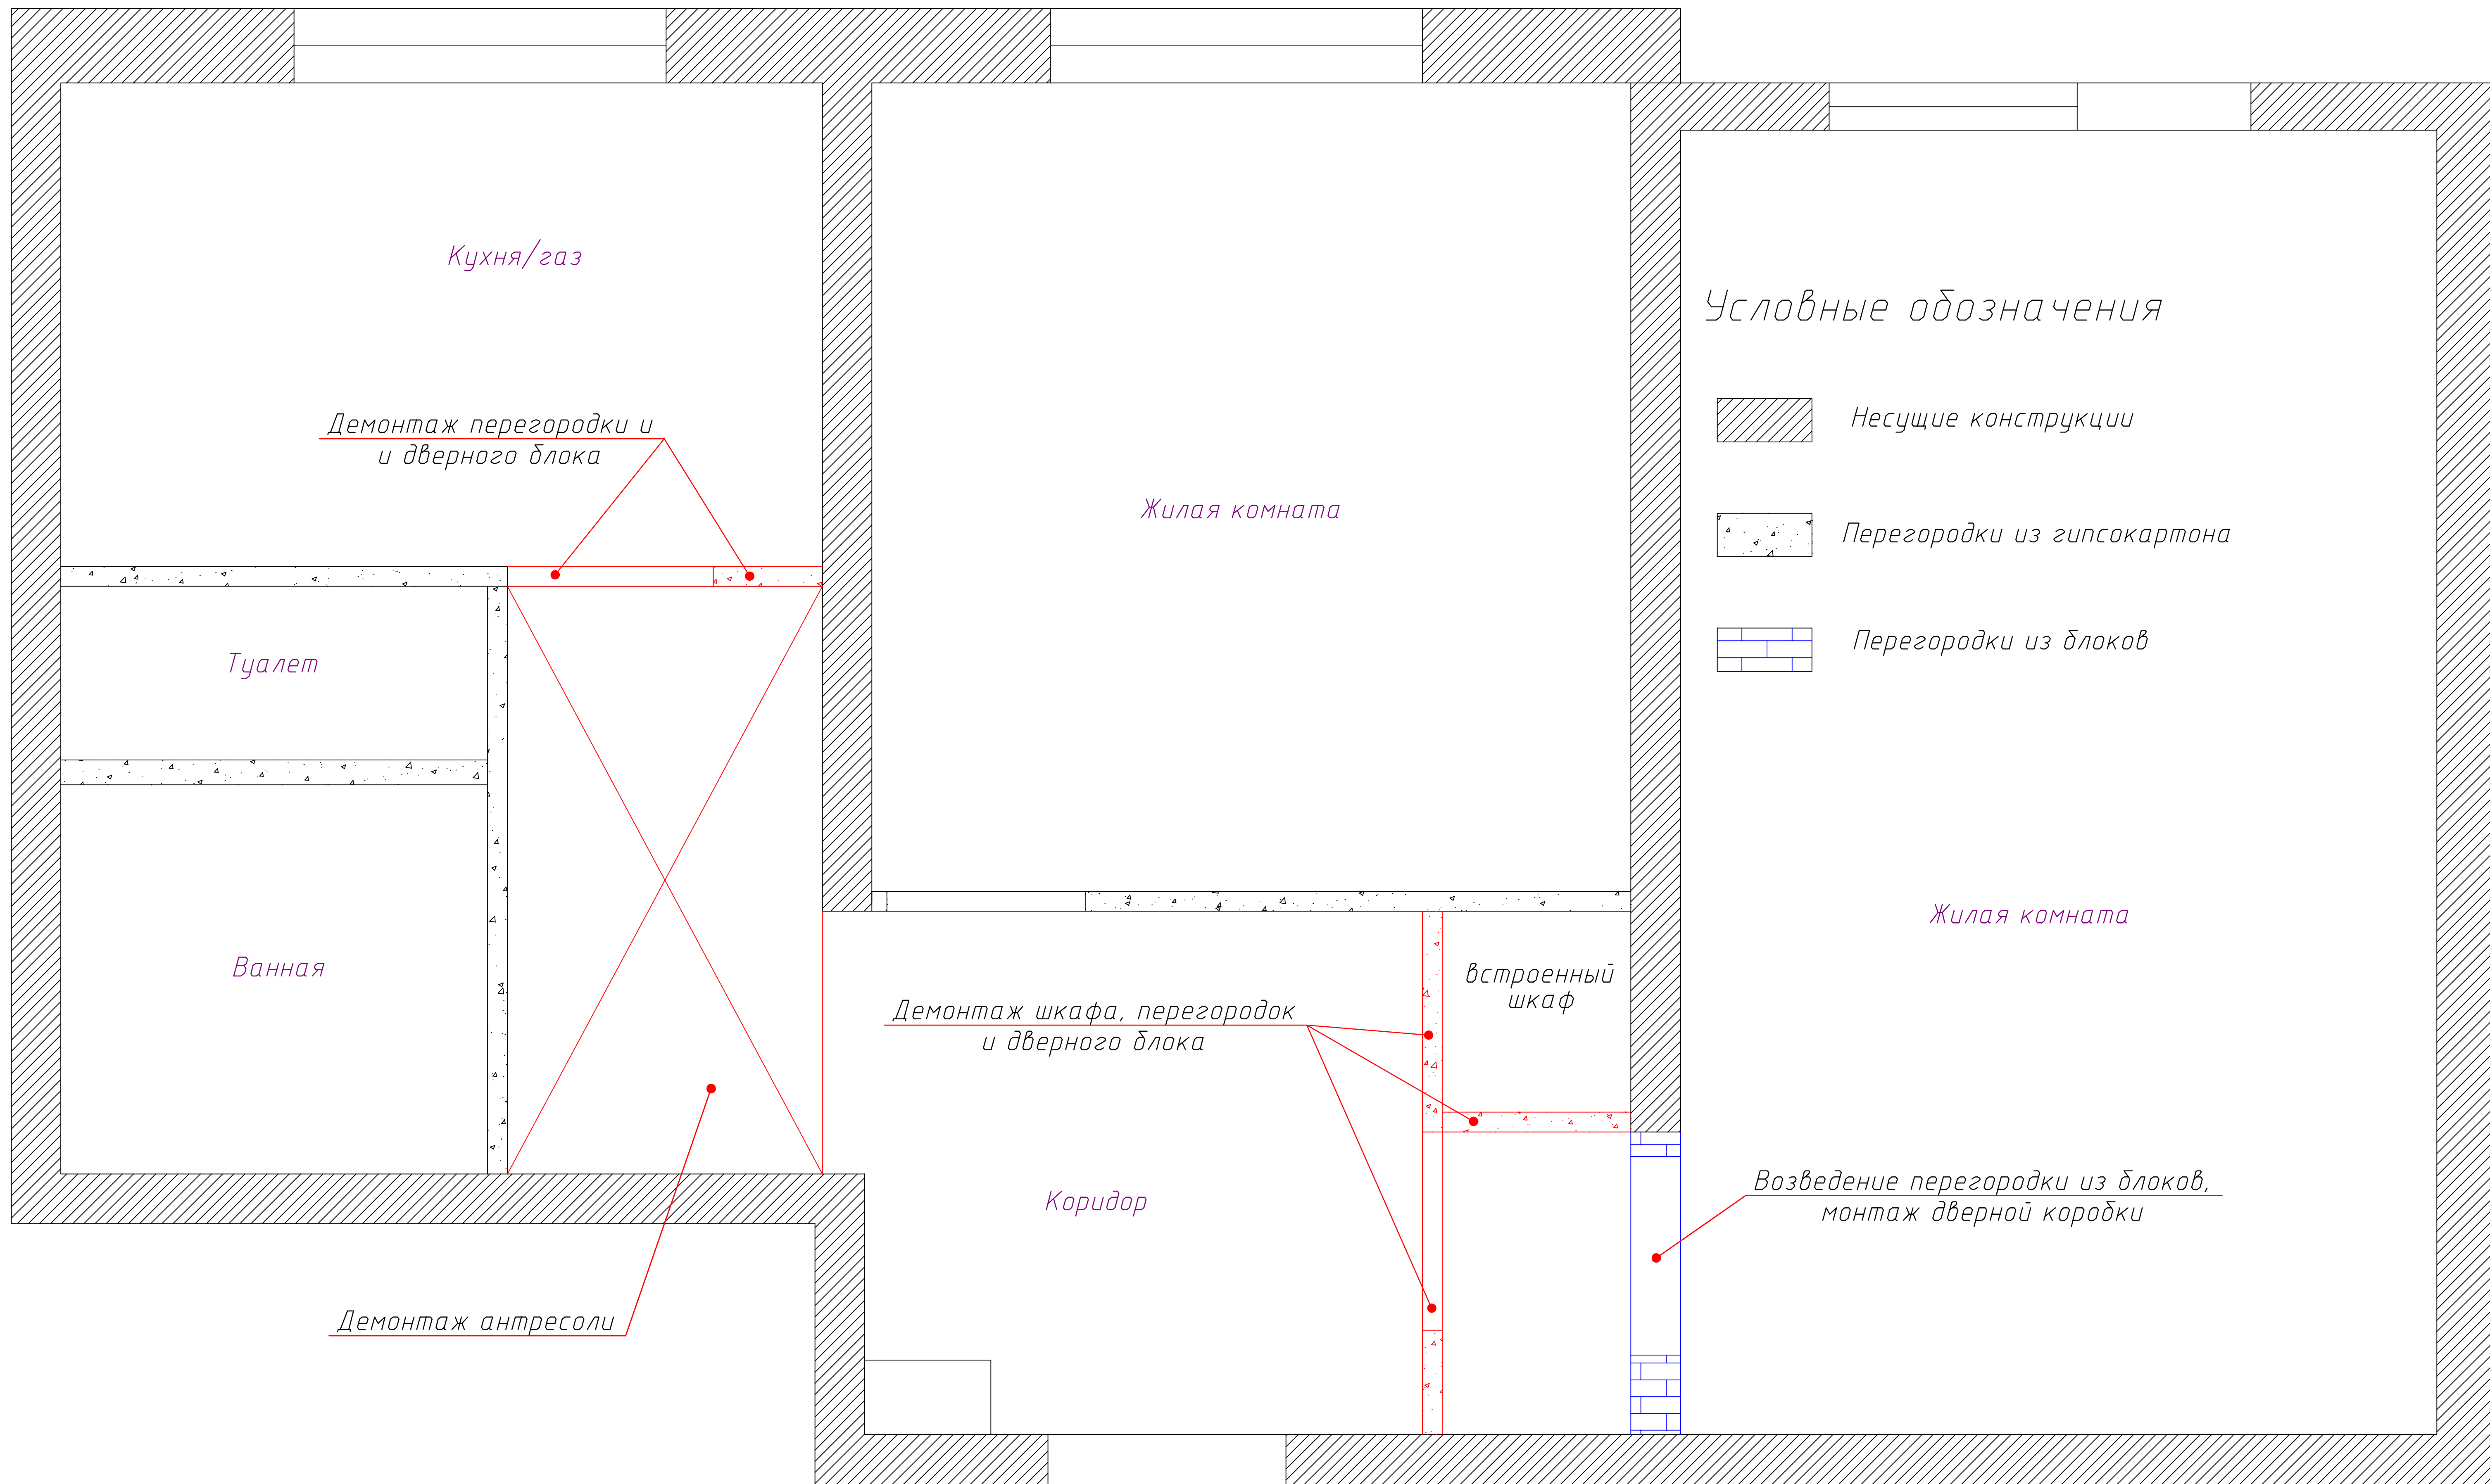 Кухня/газ
Условные обозначения
Несущие конструкции
Демонтаж перегородки и
и дверного блока
Жилая комната
Перегородки из гипсокартона
Перегородки из блоков
Туалет
Жилая комната
Ванная
встроенный
шкаф
Демонтаж шкафа, перегородок
и дверного блока
Коридор
Возведение перегородки из блоков,
монтаж дверной коробки
Демонтаж антресоли